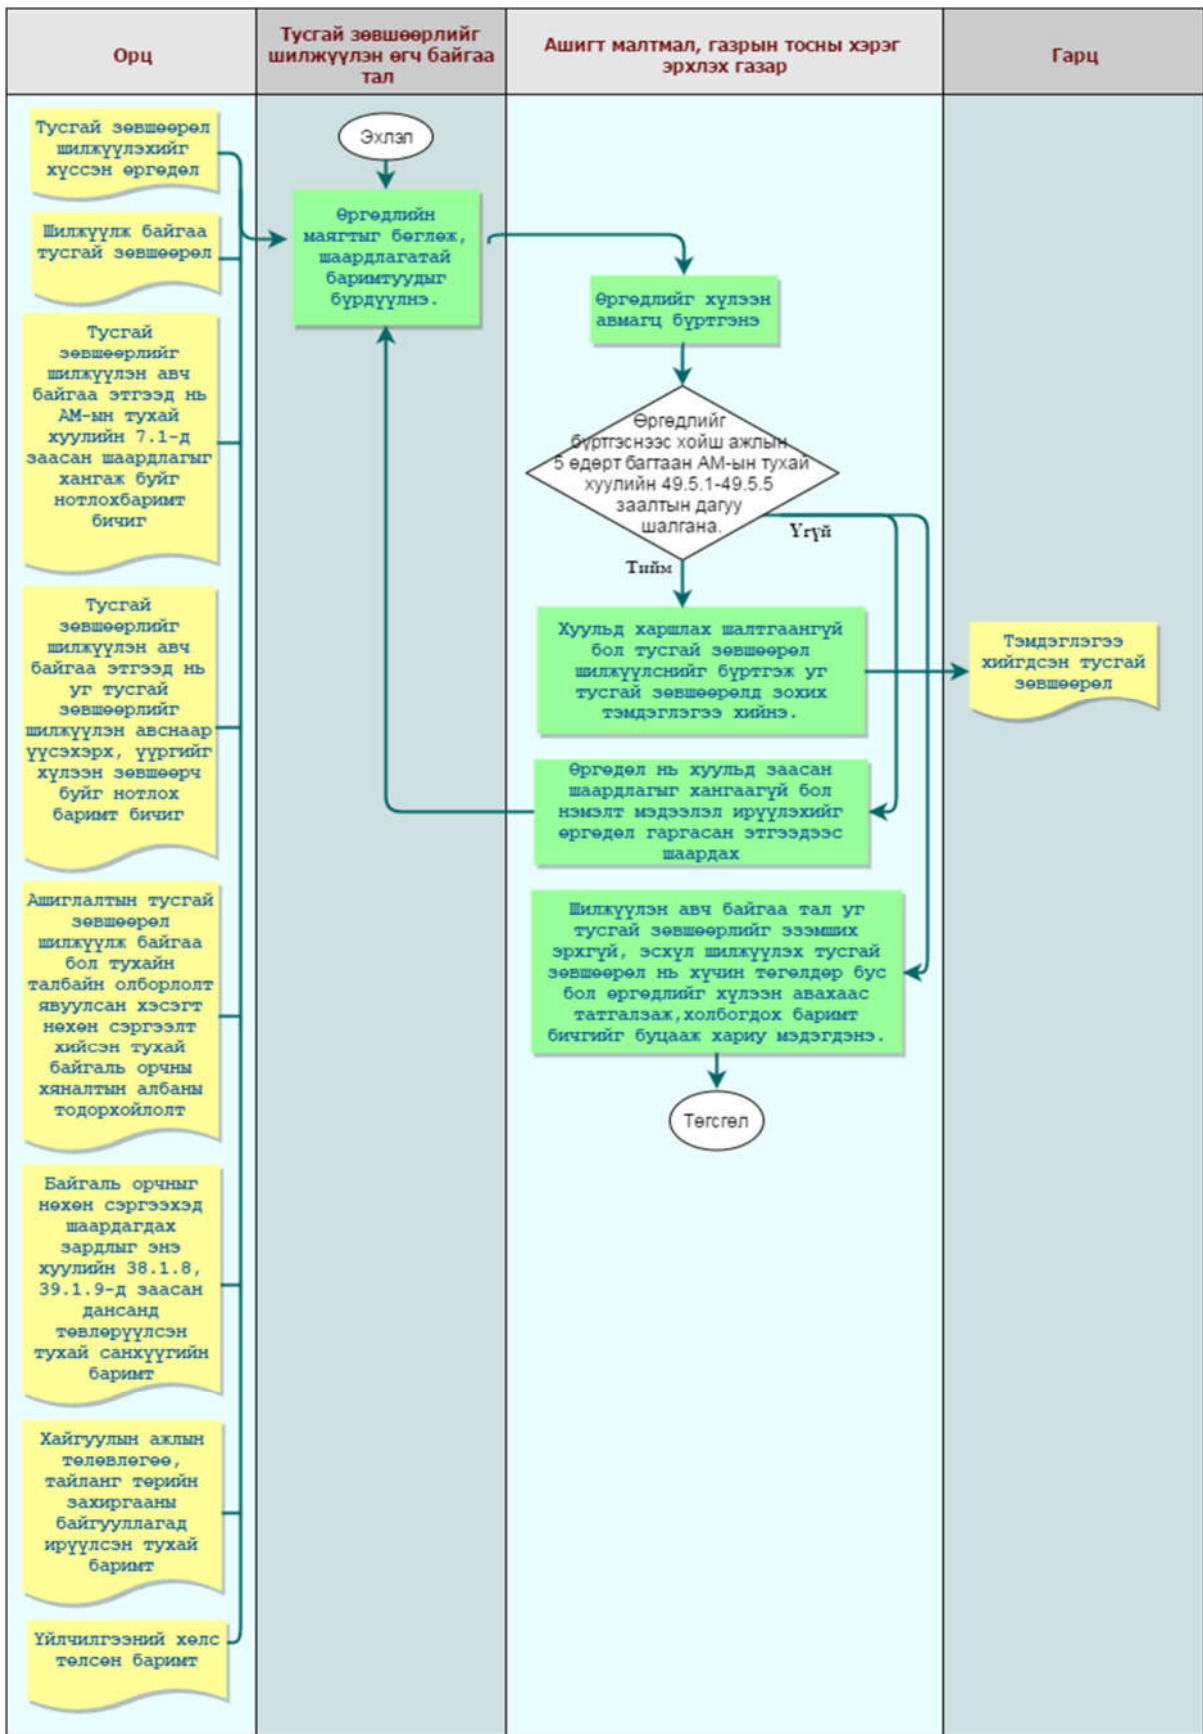 Орц
Тусгай зөвшөөрлийг
шилжүүлэн өгч байгаа
тал
Ашигт малтмал, газрын тосны хэрэг
эрхлэх газар
Гарц
Тусгай зөвшөөрөл
шилжүүлэхийг
хүссэн өргөдөл
Шилжүүлж байгаа
тусгай зөвшөөрөл
Тусгай
зөвшөөрлийг
шилжүүлэн авч
байгаа этгээд нь
АМ-ын тухай
хуулийн 7.1-д
заасан шаардлагыг
хангаж буйг
нотлохбаримт
бичиг
Тусгай
зөвшөөрлийг
шилжүүлэн авч
байгаа этгээд нь
уг тусгай
зөвшөөрлийг
шилжүүлэн авснаар
үүсэхэрх, үүргийг
хүлээн зөвшөөрч
буйг нотлох
баримт бичиг
Ашиглалтын тусгай
зөвшөөрөл
шилжүүлж байгаа
бол тухайн
талбайн олборлолт
явуулсан хэсэгт
нөхөн сэргээлт
хийсэн тухай
байгаль орчны
хяналтын албаны
тодорхойлолт
Байгаль орчныг
нөхөн сэргээхэд
шаардагдах
зардлыг энэ
хуулийн 38.1.8,
39.1.9-д заасан
дансанд
төвлөрүүлсэн
тухай санхүүгийн
баримт
Хайгуулын ажлын
төлөвлөгөө,
тайланг төрийн
захиргааны
байгууллагад
ирүүлсэн тухай
баримт
Үйлчилгээний хөлс
төлсөн баримт
Эхлэл
Өргөдлийн
маягтыг бөглөж,
шаардлагатай
баримтуудыг
бүрдүүлнэ.
Өргөдлийг хүлээн
авмагц бүртгэнэ
Өргөдлийг
бүртгэснээс хойш ажлын
5 өдөрт багтаан АМ-ын тухай
хуулийн 49.5.1-49.5.5
заалтын дагуу
шалгана.
Үгүй
Тийм
Хуульд харшлах шалтгаангүй
бол тусгай зөвшөөрөл
шилжүүлснийг бүртгэж уг
тусгай зөвшөөрөлд зохих
тэмдэглэгээ хийнэ.
Өргөдөл нь хуульд заасан
шаардлагыг хангаагүй бол
нэмэлт мэдээлэл ирүүлэхийг
өргөдөл гаргасан этгээдээс
шаардах
Шилжүүлэн авч байгаа тал уг
тусгай зөвшөөрлийг эзэмших
эрхгүй, эсхүл шилжүүлэх тусгай
зөвшөөрөл нь хүчин төгөлдөр бус
бол өргөдлийг хүлээн авахаас
татгалзаж,холбогдох баримт
бичгийг буцааж хариу мэдэгдэнэ.
Төгсгөл
Тэмдэглэгээ
хийгдсэн тусгай
зөвшөөрөл